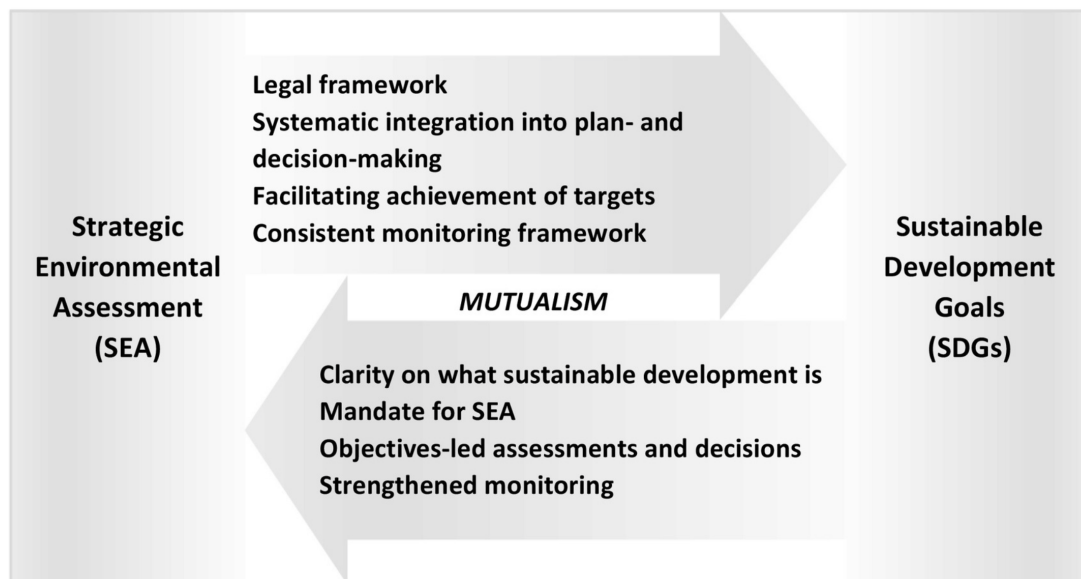 Strategic
Environmental
Assessment
(SEA)
Legal framework
Systematic integration into plan- and
decision-making
Facilitating achievement of targets
Consistent monitoring framework
MUTUALISM
Clarity on what sustainable development is
Mandate for SEA
Objectives-led assessments and decisions
Strengthened monitoring
Sustainable
Development
Goals
(SDGs)